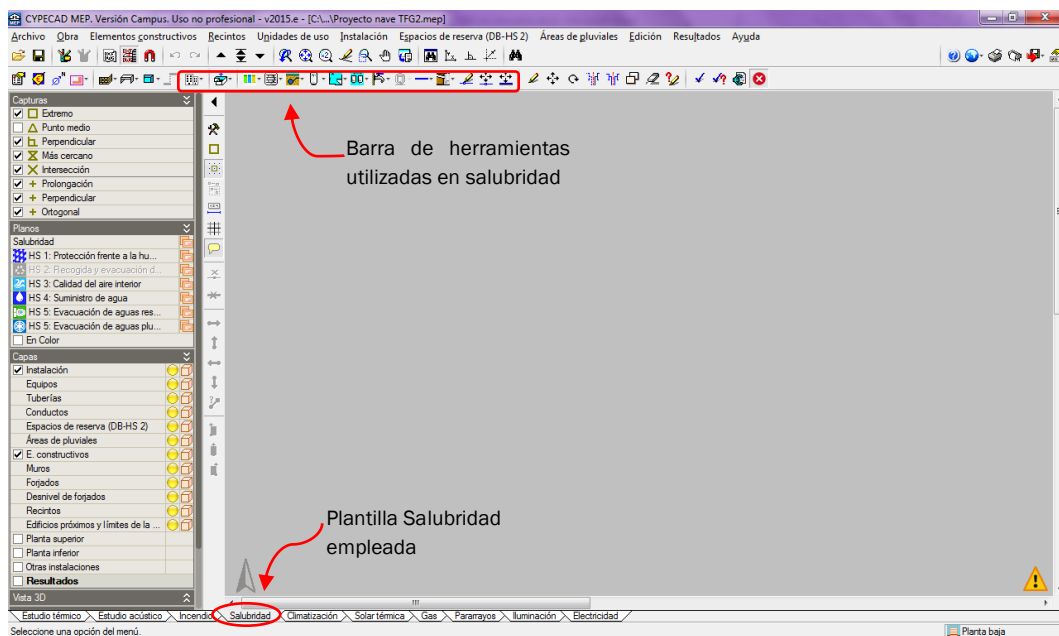 CYPECAD MEP. Versión Campus. Uso no profesional - v2015.e - [C:\...\Proyecto nave TFG2.mep]
Archivo Obra Elementos constructivos Recintos Unidades de uso Instalación Espacios de reserva (DB-HS 2) Áreas de pluviales Edición Resultados Ayuda
Capturas
Extremo
Punto medio
Perpendicular
Más cercano
Intersección
Prolongación
Perpendicular
Ortogonal
Planos
Salubridad
HS 1: Protección frente a la hu...
HS 2: Recogida y evacuación d...
HS 3: Calidad del aire interior
HS 4: Suministro de agua
HS 5: Evacuación de aguas res...
HS 5: Evacuación de aguas plu...
En Color
Capas
Instalación
Equipos
Tuberías
Conductos
Espacios de reserva (DB-HS 2)
Áreas de pluviales
E. constructivos
Muros
Forjados
Desnivel de forjados
Recintos
Edificios próximos y límites de la ...
Planta superior
Planta inferior
Otras instalaciones
Resultados
Vista 3D
Barra de herramientas
utilizadas en salubridad
Plantilla Salubridad
empleada
Estudio térmico Estudio acústico Incendio Salubridad Climatización Solar térmica Gas Pararrayos Iluminación Electricidad
Seleccione una opción del menú. Planta baja